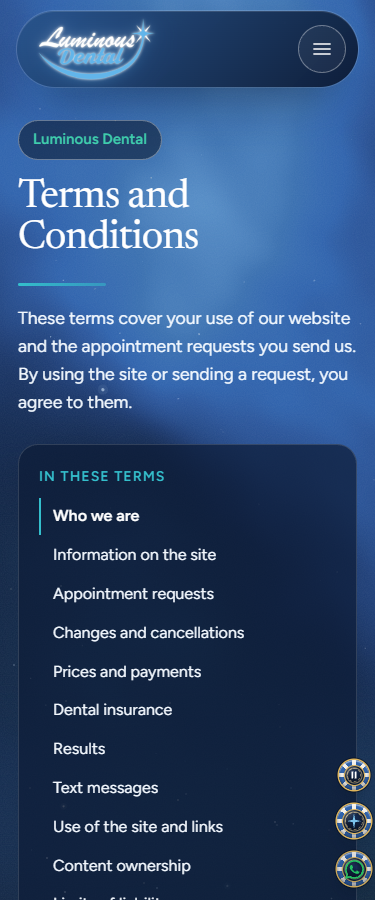 Luminous
Dental
Luminous Dental
Terms and
Conditions
These terms cover your use of our website
and the appointment requests you send us.
By using the site or sending a request, you
agree to them.
IN THESE TERMS
Who we are
Information on the site
Appointment requests
Changes and cancellations
Prices and payments
Dental insurance
Results
Text messages
Use of the site and links
Content ownership